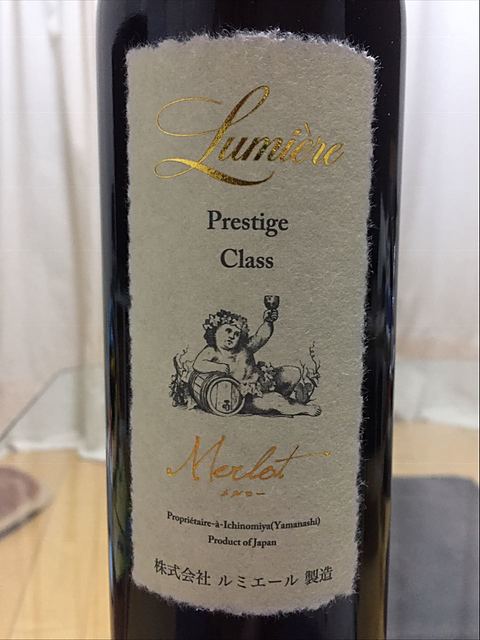 Lumière
Prestige
Class
Merlot
メルロー
Propriétaire-à-Ichinomiya(Yamanashi)
Product of Japan
株式会社 ルミエール 製造